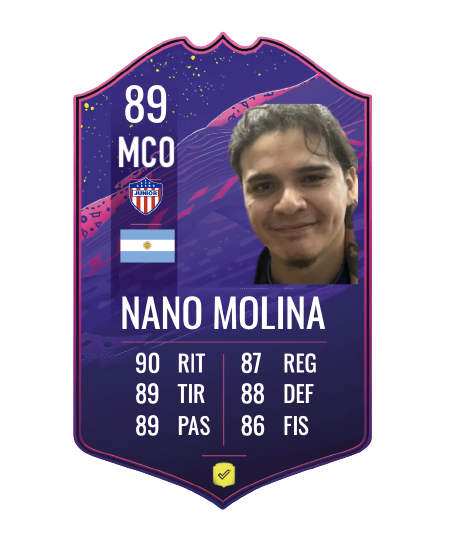 89
MCO
JUNIOR
NANO MOLINA
90 RIT 87 REG
89 TIR 88 DEF
89 PAS 86 FIS